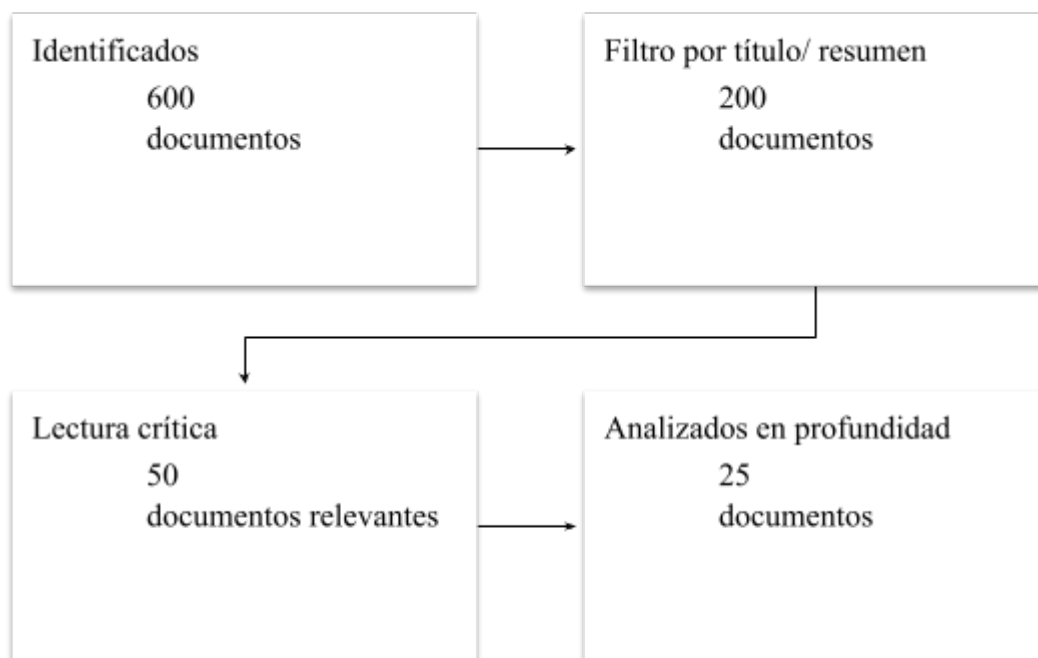 Identificados
600
documentos
Filtro por título/ resumen
200
documentos
Lectura crítica
50
documentos relevantes
Analizados en profundidad
25
documentos